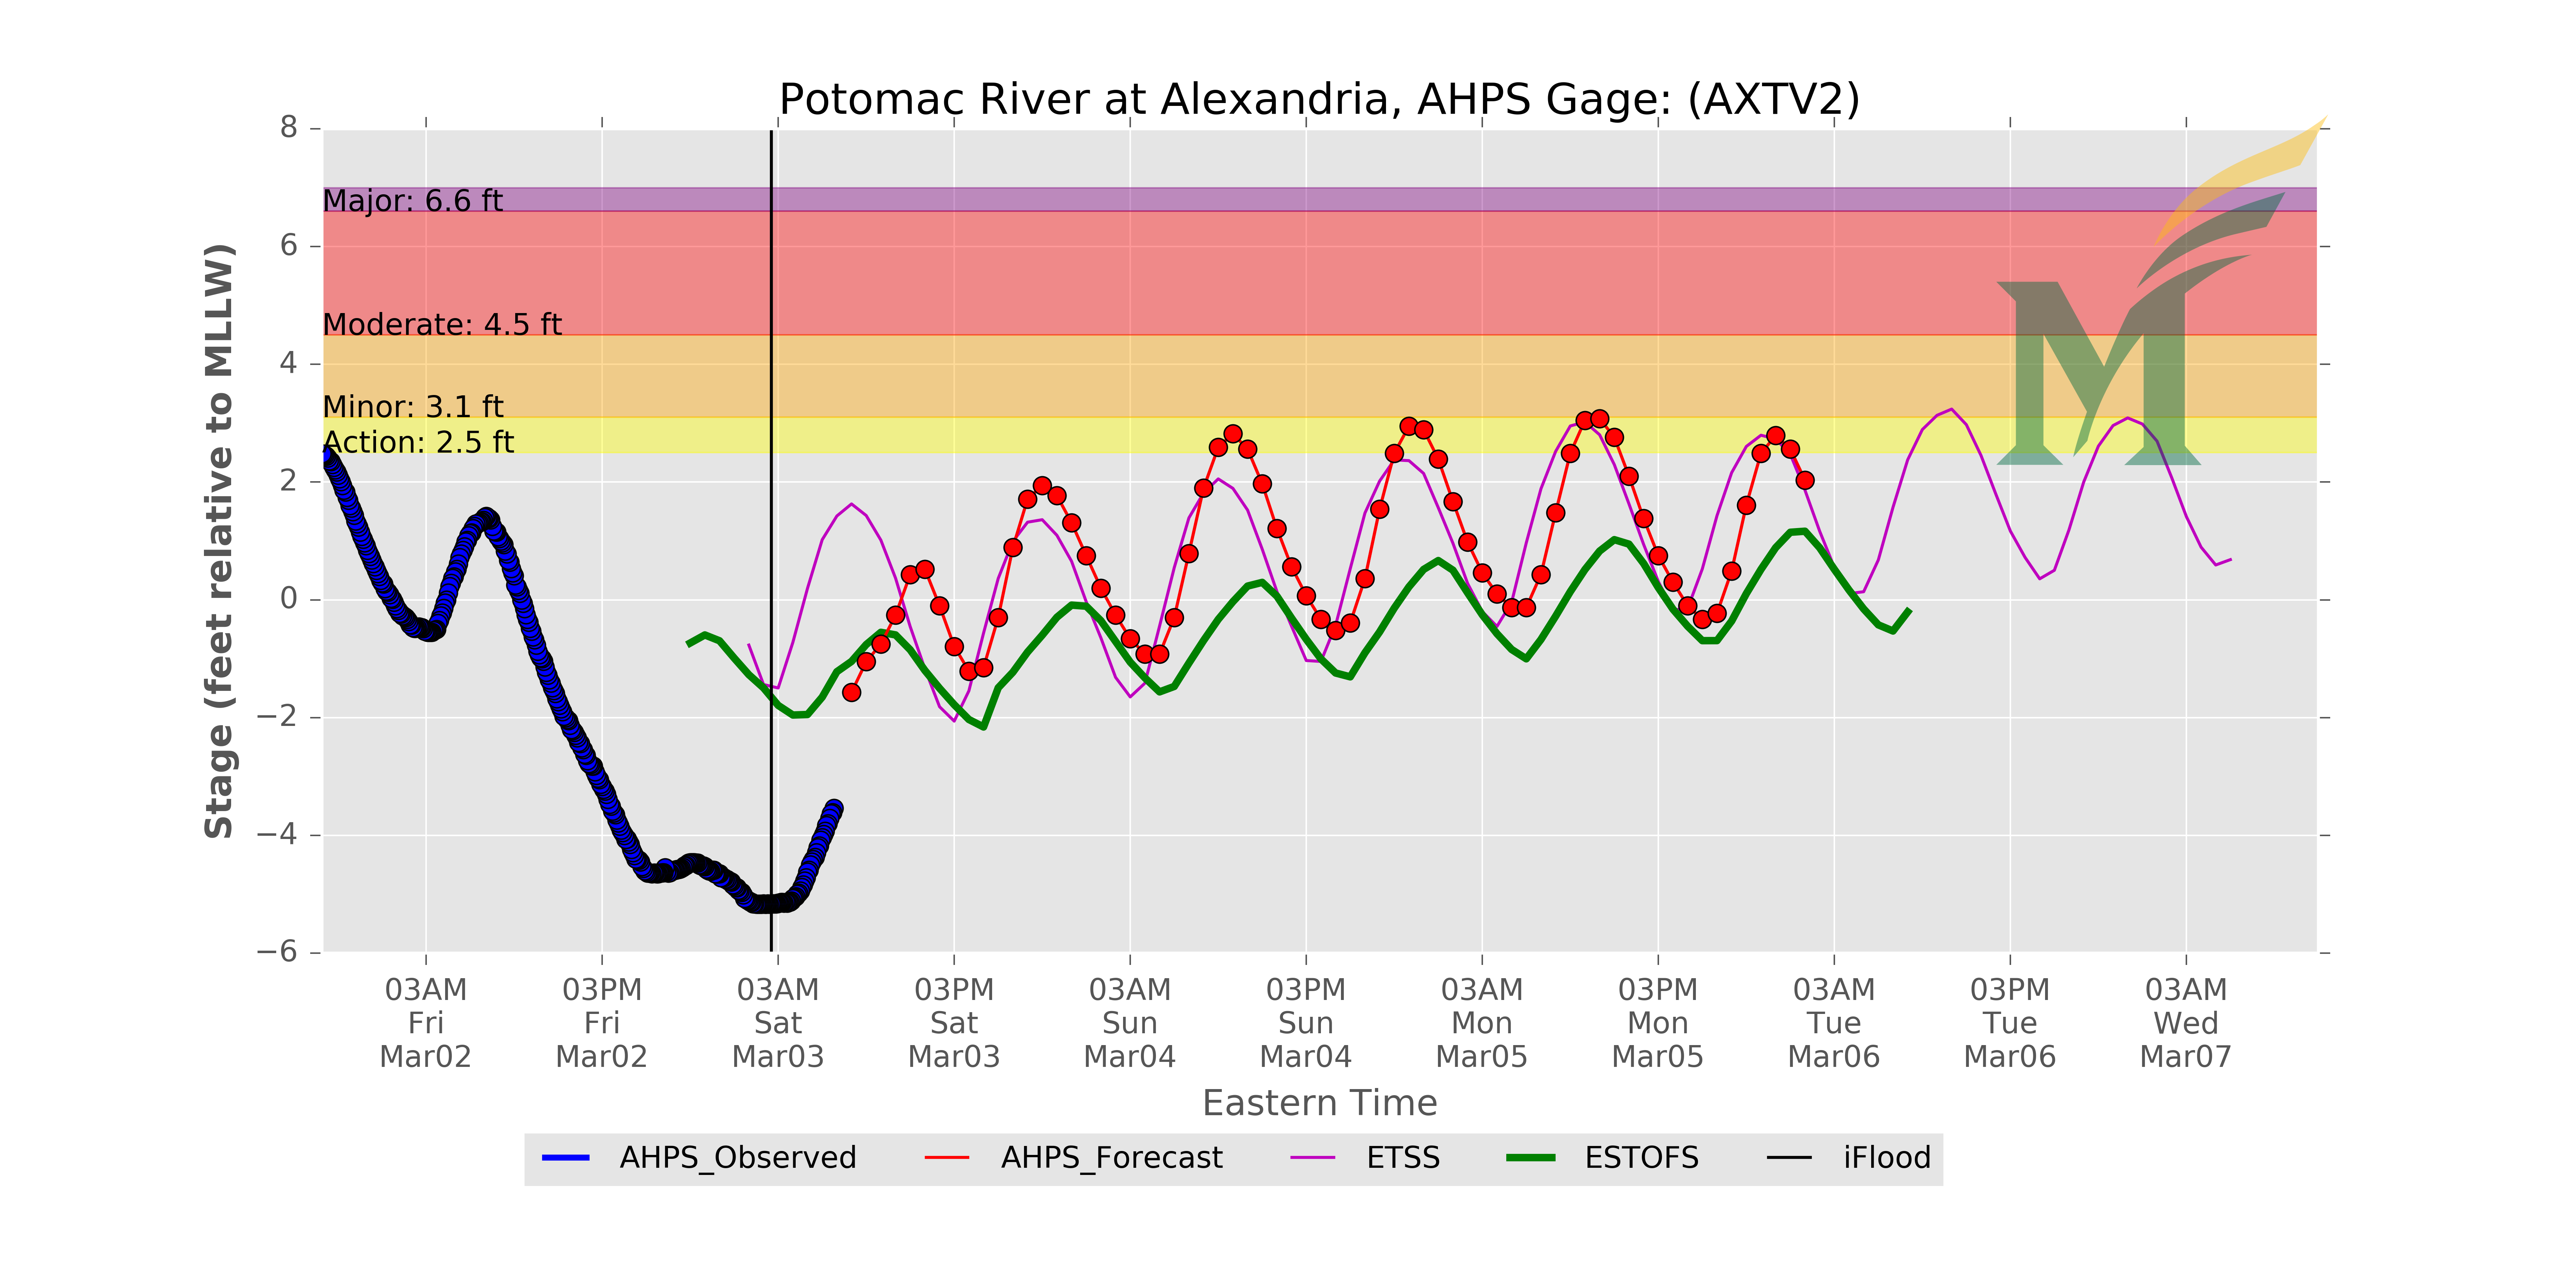 Potomac River at Alexandria, AHPS Gage: (AXTV2)
8
6
4
2
0
−2
−4
−6
Stage (feet relative to MLLW)
Major: 6.6 ft
Moderate: 4.5 ft
Minor: 3.1 ft
Action: 2.5 ft
M
03AM 03PM 03AM 03PM 03AM 03PM 03AM 03PM 03AM 03PM 03AM
Fri Fri Sat Sat Sun Sun Mon Mon Tue Tue Wed
Mar02 Mar02 Mar03 Mar03 Mar04 Mar04 Mar05 Mar05 Mar06 Mar06 Mar07
Eastern Time
AHPS_Observed AHPS_Forecast ETSS ESTOFS iFlood